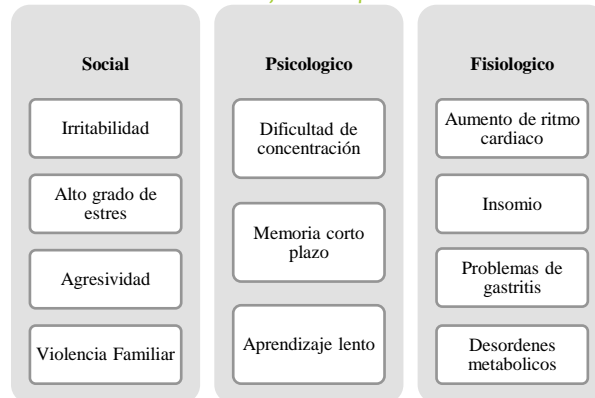 Social
Irritabilidad
Alto grado de
estres
Agresividad
Violencia Familiar
Psicologico
Dificultad de
concentración
Memoria corto
plazo
Aprendizaje lento
Fisiologico
Aumento de ritmo
cardiaco
Insomio
Problemas de
gastritis
Desordenes
metabolicos